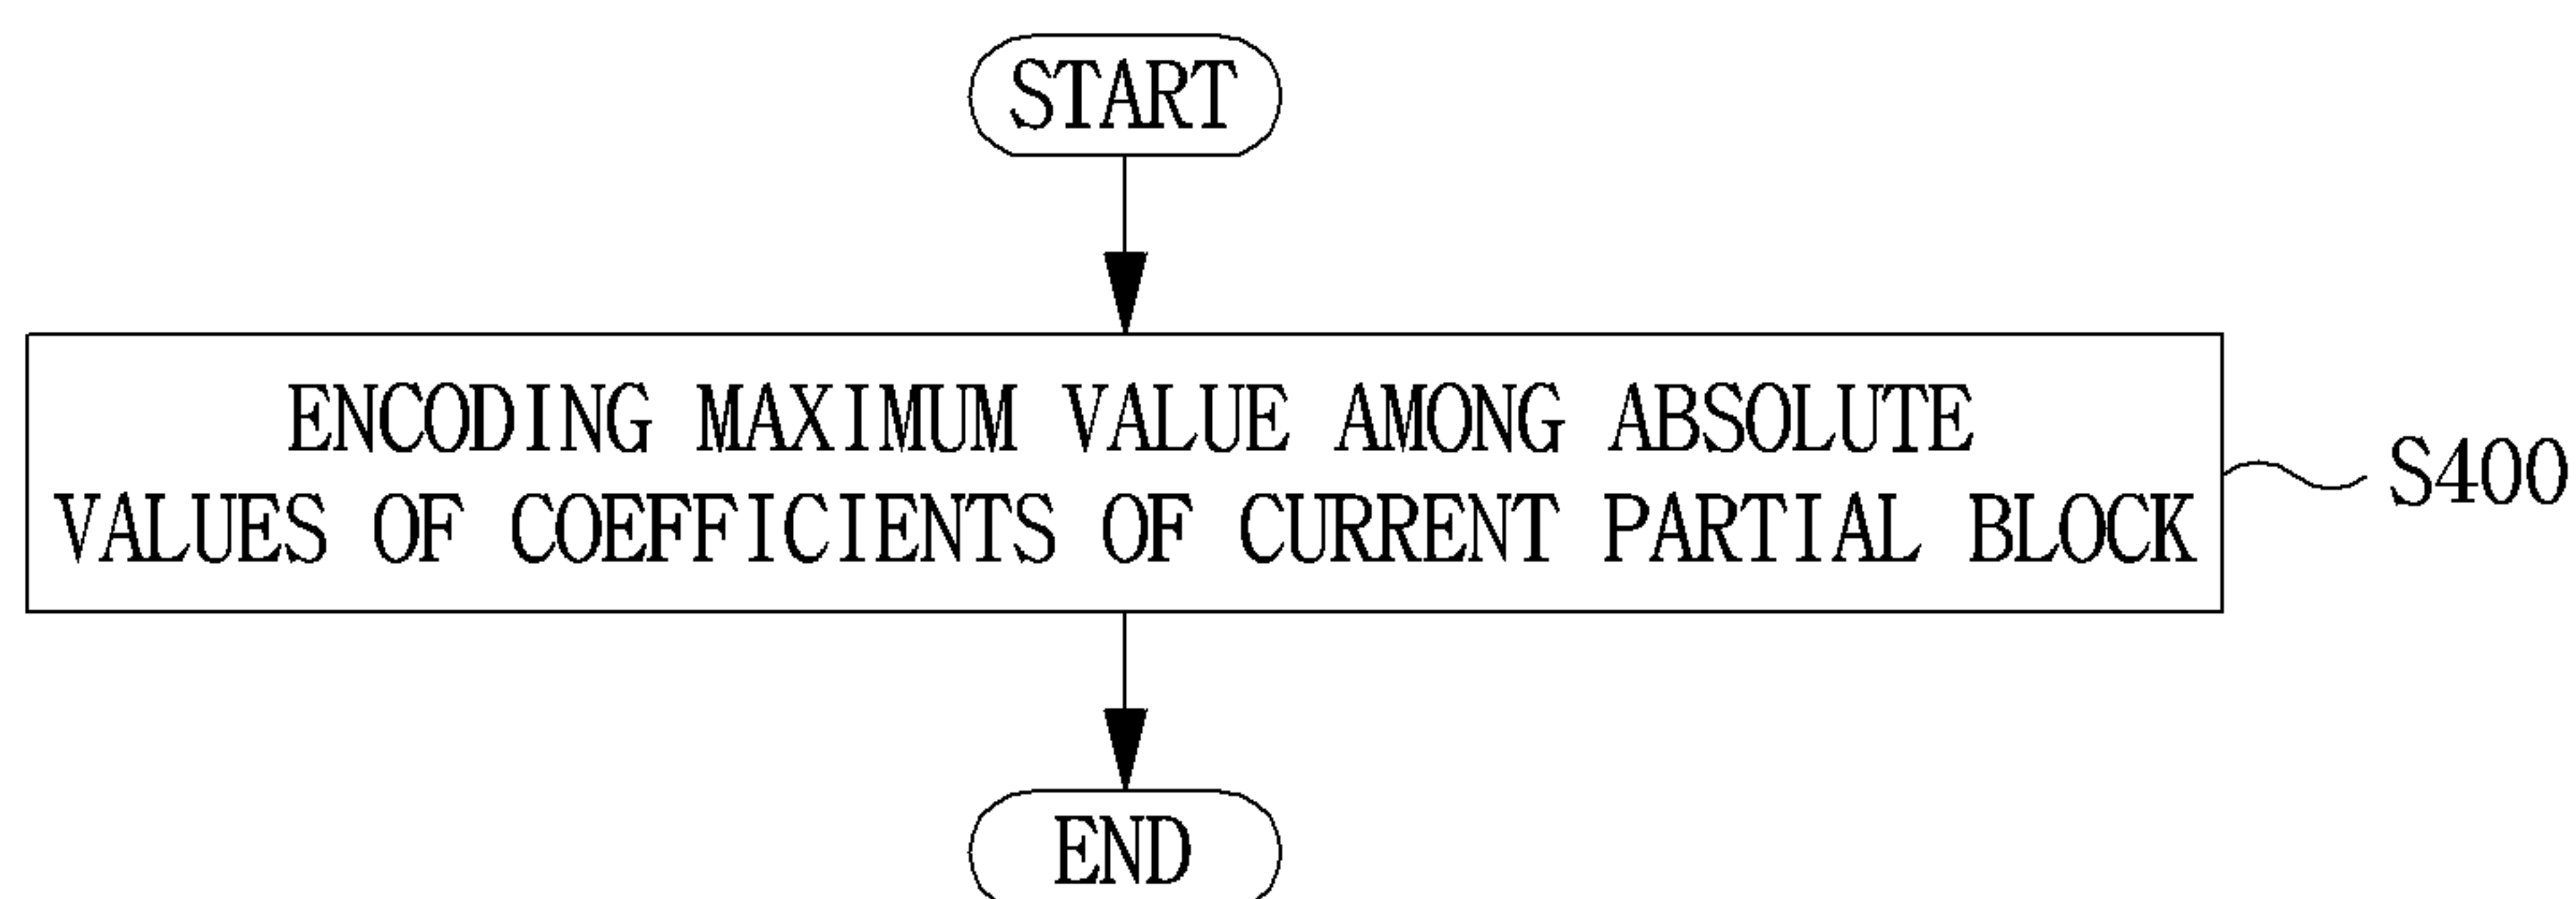 START
ENCODING MAXIMUM VALUE AMONG ABSOLUTE
VALUES OF COEFFICIENTS OF CURRENT PARTIAL BLOCK
S400
END